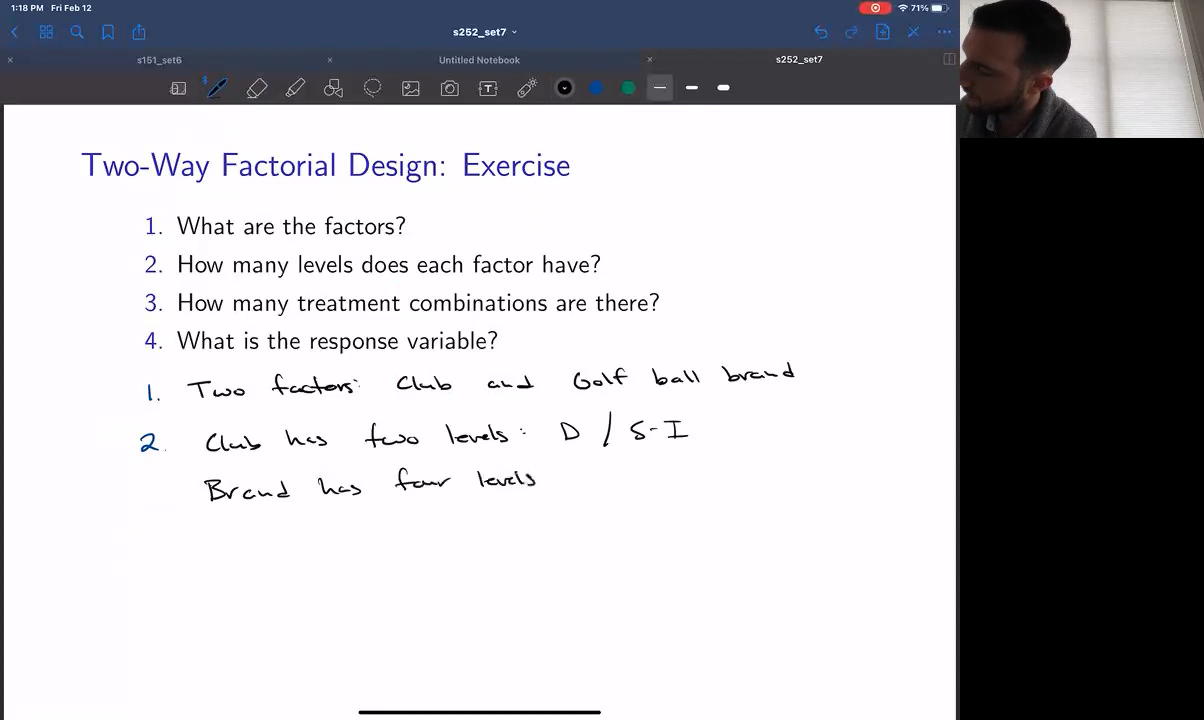 1:18 PM Fri Feb 12
71%
s252_set7
s151_set6
Untitled Notebook
s252_set7
T
Two-Way Factorial Design: Exercise
1. What are the factors?
2. How many levels does each factor have?
3. How many treatment combinations are there?
4. What is the response variable?
1. Two factors: Club and Golf ball brand
2. Club has two levels: D / 5-I
Brand has four levels